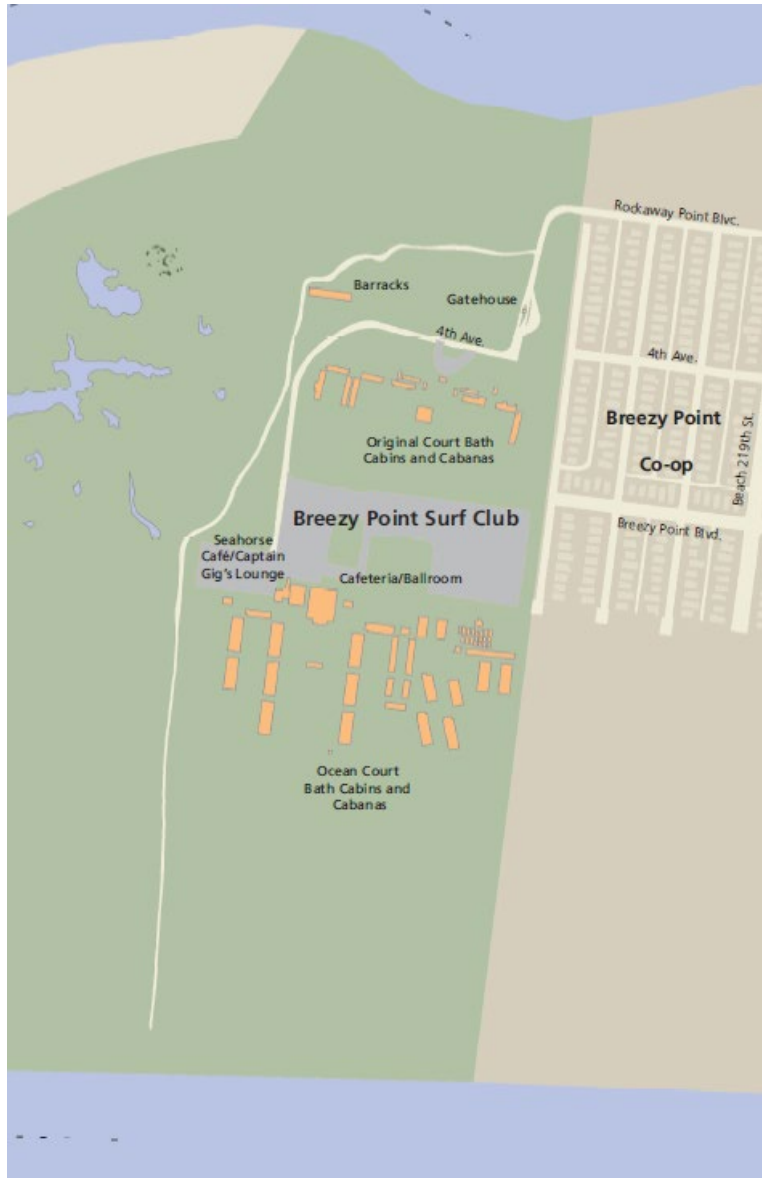 Rockaway Point Blvc.
Barracks
Gatehouse
4th Ave.
4th Ave.
Breezy Point
Co-op
Beach 219th St.
Original Court Bath
Cabins and Cabanas
Breezy Point Surf Club
Breezy Point Blvd.
Seahorse
Café/Captain
Gig's Lounge
Cafeteria/Ballroom
Ocean Court
Bath Cabins and
Cabanas